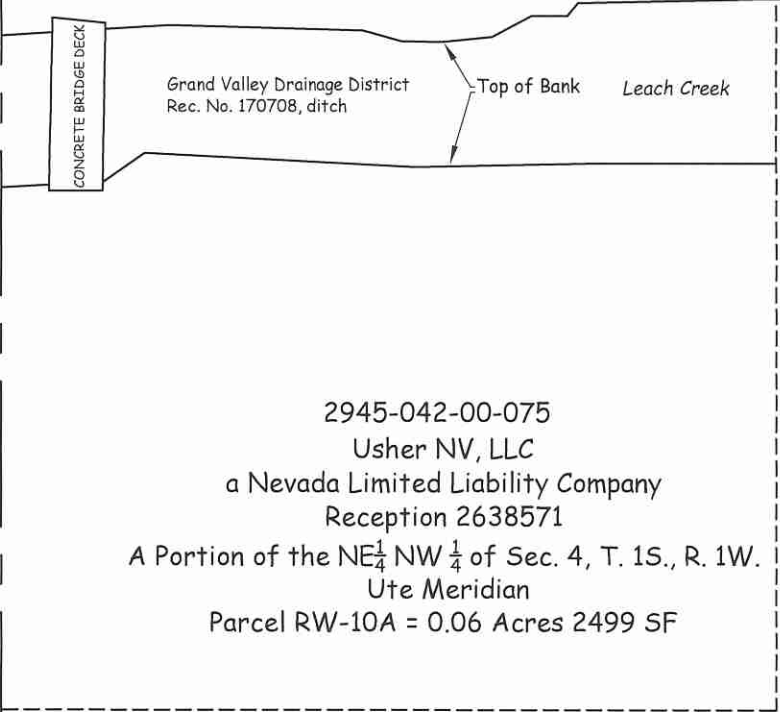 CONCRETE BRIDGE DECK
Grand Valley Drainage District
Rec. No. 170708, ditch
Top of Bank
Leach Creek
2945-042-00-075
Usher NV, LLC
a Nevada Limited Liability Company
Reception 2638571
A Portion of the NE1/4 NW 1/4 of Sec. 4, T. 1S., R. 1W.
Ute Meridian
Parcel RW-10A = 0.06 Acres 2499 SF